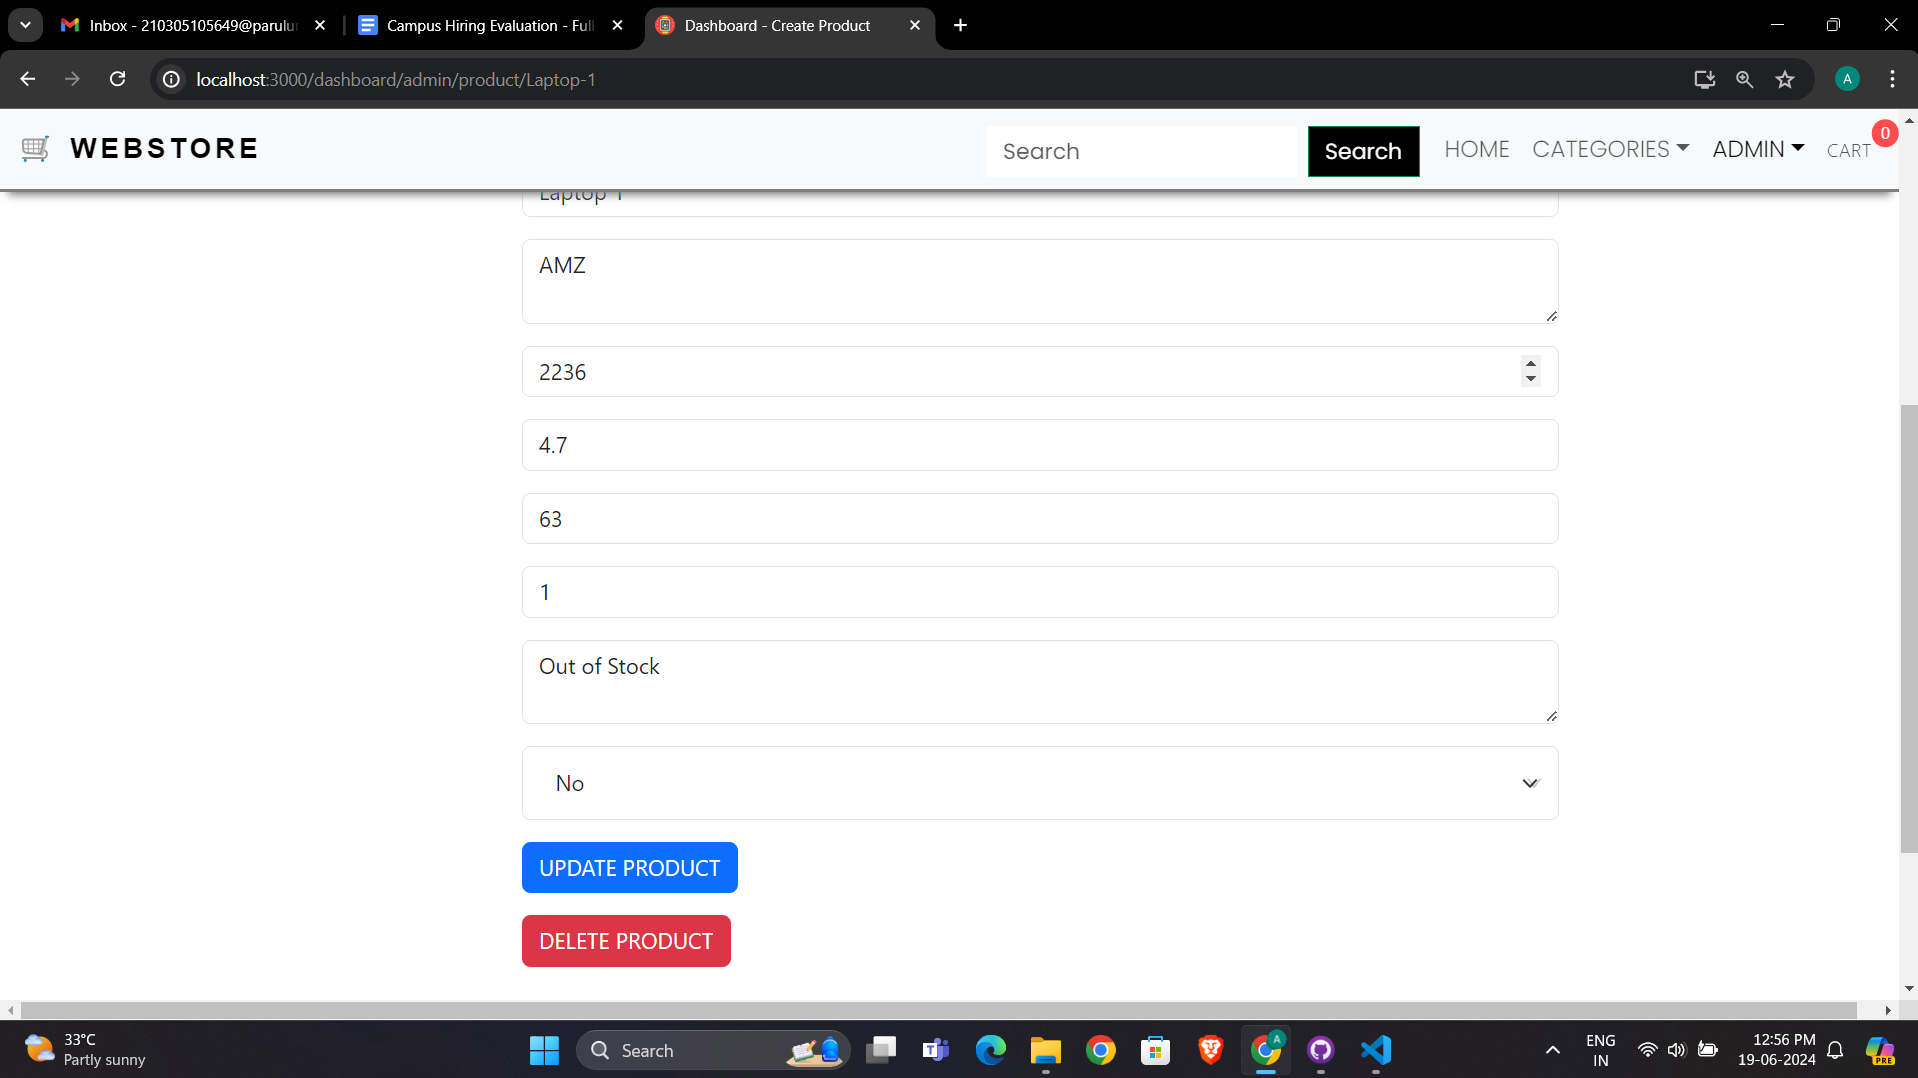 Inbox - 210305105649@parulu
Campus Hiring Evaluation - Full
Dashboard - Create Product
localhost:3000/dashboard/admin/product/Laptop-1
A
WEBSTORE
Search
Search
HOME
CATEGORIES
ADMIN
CART
0
Laptop 1
AMZ
2236
4.7
63
1
Out of Stock
No
UPDATE PRODUCT
DELETE PRODUCT
33°C
Partly sunny
Search
A
ENG
IN
12:56 PM
19-06-2024
PRE